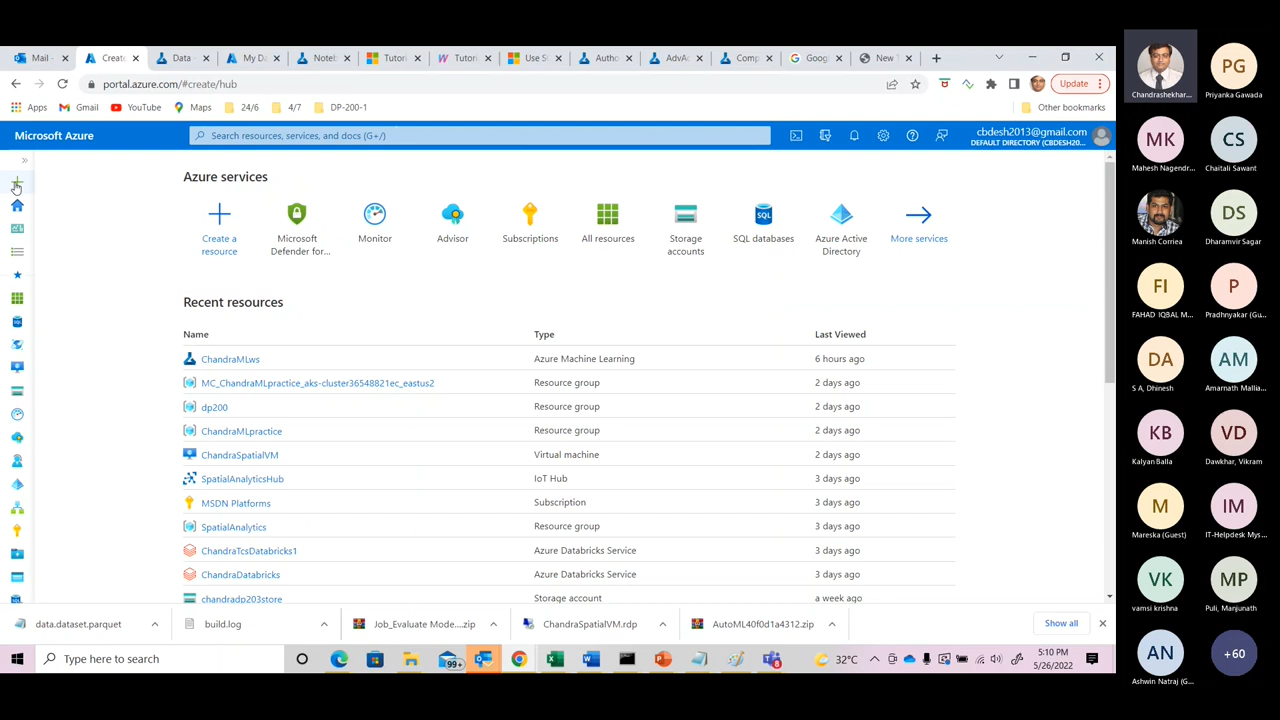 Mail -
Create
Data
My Da
Notel
Tutori
Tutor
Use S
Autho
AdvA
Comp
Goog
New T
portal.azure.com/#create/hub
Update
Apps
Gmail
YouTube
Maps
24/6
4/7
DP-200-1
Other bookmarks
Microsoft Azure
Search resources, services, and docs (G+/)
cbdesh2013@gmail.com
DEFAULT DIRECTORY (CBDESH20...
Azure services
Create a
resource
Microsoft
Defender for...
Monitor
Advisor
Subscriptions
All resources
Storage
accounts
SQL databases
Azure Active
Directory
More services
Recent resources
Name Type Last Viewed
ChandraMLws Azure Machine Learning 6 hours ago
MC_ChandraMLpractice_aks-cluster36548821ec_eastus2 Resource group 2 days ago
dp200 Resource group 2 days ago
ChandraMLpractice Resource group 2 days ago
ChandraSpatialVM Virtual machine 2 days ago
SpatialAnalyticsHub IoT Hub 3 days ago
MSDN Platforms Subscription 3 days ago
SpatialAnalytics Resource group 3 days ago
ChandraTcsDatabricks1 Azure Databricks Service 3 days ago
ChandraDatabricks Azure Databricks Service 3 days ago
chandradp203store Storage account a week ago
data.dataset.parquet
build.log
Job_Evaluate Mode....zip
ChandraSpatialVM.rdp
AutoML40f0d1a4312.zip
Show all
Type here to search
99+
8
32°C
5:10 PM
5/26/2022
Chandrashekhar...
PG
Priyanka Gawada
MK
Mahesh Nagendr...
CS
Chaitali Sawant
Manish Corriea
DS
Dharamvir Sagar
FI
FAHAD IQBAL M...
P
Pradhnyakar (Gu...
DA
S A, Dhinesh
AM
Amarnath Mallia...
KB
Kalyan Balla
VD
Dawkhar, Vikram
M
Mareska (Guest)
IM
IT-Helpdesk Mys...
VK
vamsi krishna
MP
Puli, Manjunath
AN
Ashwin Natraj (G...
+60